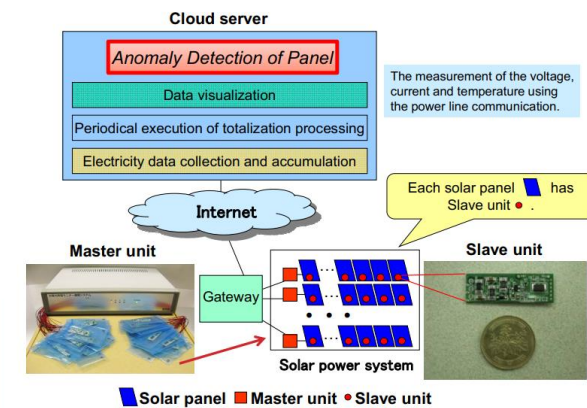 Cloud server
Anomaly Detection of Panel
Data visualization
Periodical execution of totalization processing
Electricity data collection and accumulation
The measurement of the voltage,
current and temperature using
the power line communication.
Each solar panel has
Slave unit .
Internet
Master unit
Slave unit
Gateway
Solar power system
Solar panel Master unit Slave unit